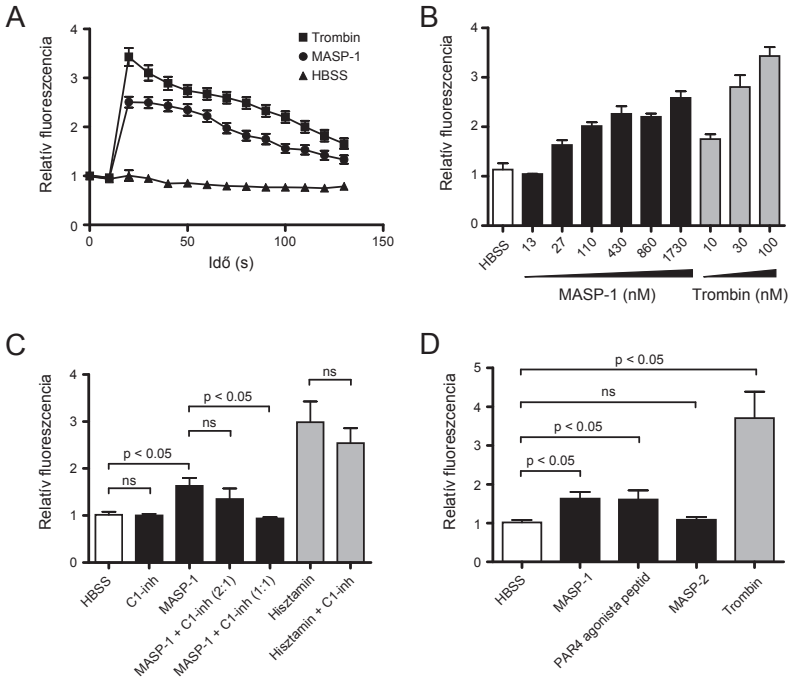 A
Relatív fluoreszcencia
4
3
2
1
0
0
50
100
150
Idő (s)
Trombin
MASP-1
HBSS
B
Relatív fluoreszcencia
4
3
2
1
0
HBSS
13
27
110
430
860
1730
10
30
100
MASP-1 (nM)
Trombin (nM)
C
Relatív fluoreszcencia
4
3
2
1
0
ns
p < 0.05
p < 0.05
ns
ns
HBSS
C1-inh
MASP-1
MASP-1 + C1-inh (2:1)
MASP-1 + C1-inh (1:1)
Hisztamin
Hisztamin + C1-inh
D
Relatív fluoreszcencia
5
4
3
2
1
0
p < 0.05
ns
p < 0.05
p < 0.05
HBSS
MASP-1
PAR4 agonista peptid
MASP-2
Trombin